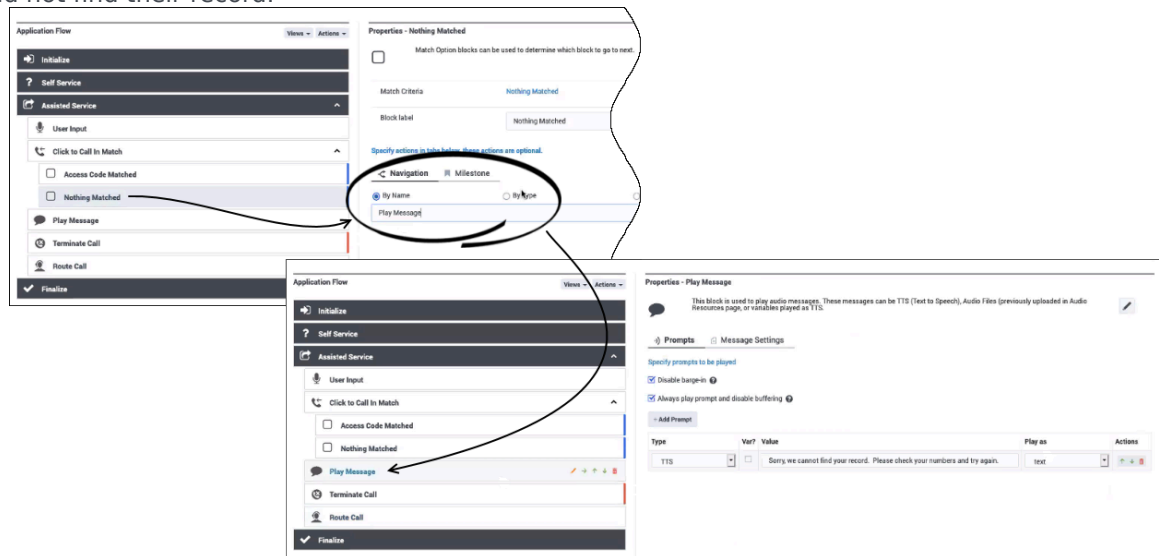 did not find their record.
Application Flow Views Actions
Initialize
Self Service
Assisted Service
User Input
Click to Call In Match
Access Code Matched
Nothing Matched
Play Message
Terminate Call
Route Call
Finalize
Properties - Nothing Matched
Match Option blocks can be used to determine which block to go to next.
Match Criteria Nothing Matched
Block label Nothing Matched
Specify actions in tabs below, these actions are optional.
Navigation Milestone
By Name By Type
Play Message
Application Flow Views Actions
Initialize
Self Service
Assisted Service
User Input
Click to Call In Match
Access Code Matched
Nothing Matched
Play Message
Terminate Call
Route Call
Finalize
Properties - Play Message
This block is used to play audio messages. These messages can be TTS (Text to Speech), Audio Files (previously uploaded in Audio
Resources page, or variables played as TTS.
Prompts Message Settings
Specify prompts to be played
Disable barge-in
Always play prompt and disable buffering
+ Add Prompt
Type Var? Value Play as Actions
TTS Sorry, we cannot find your record. Please check your numbers and try again. text